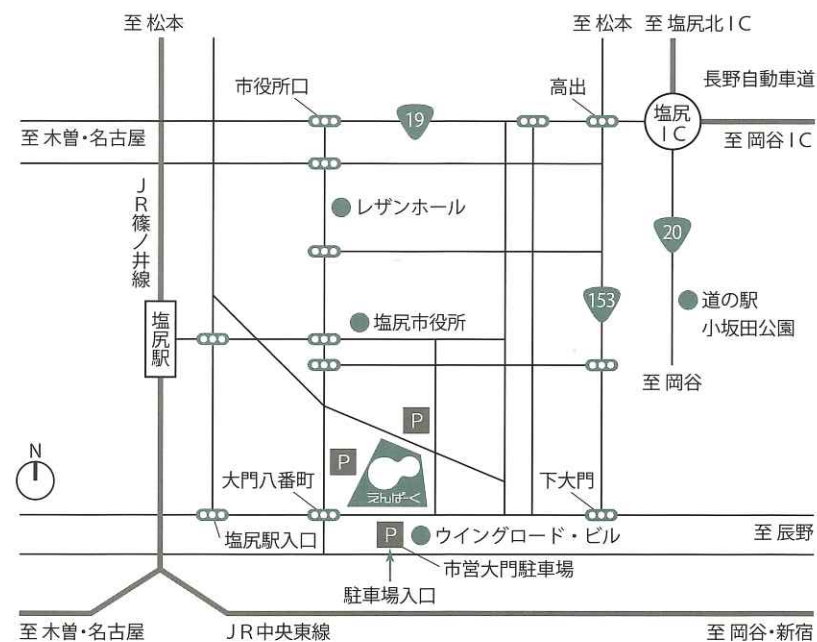 至 松本
至 松本
至 塩尻北IC
市役所口
高出
長野自動車道
19
塩尻
IC
至 木曽・名古屋
至 岡谷IC
JR篠ノ井線
レザンホール
20
153
道の駅
小坂田公園
塩尻駅
塩尻市役所
至 岡谷
P
N
P
大門八番町
えんぱーく
下大門
塩尻駅入口
P
ウイングロード・ビル
至 辰野
市営大門駐車場
駐車場入口
至 木曽・名古屋
JR中央東線
至 岡谷・新宿